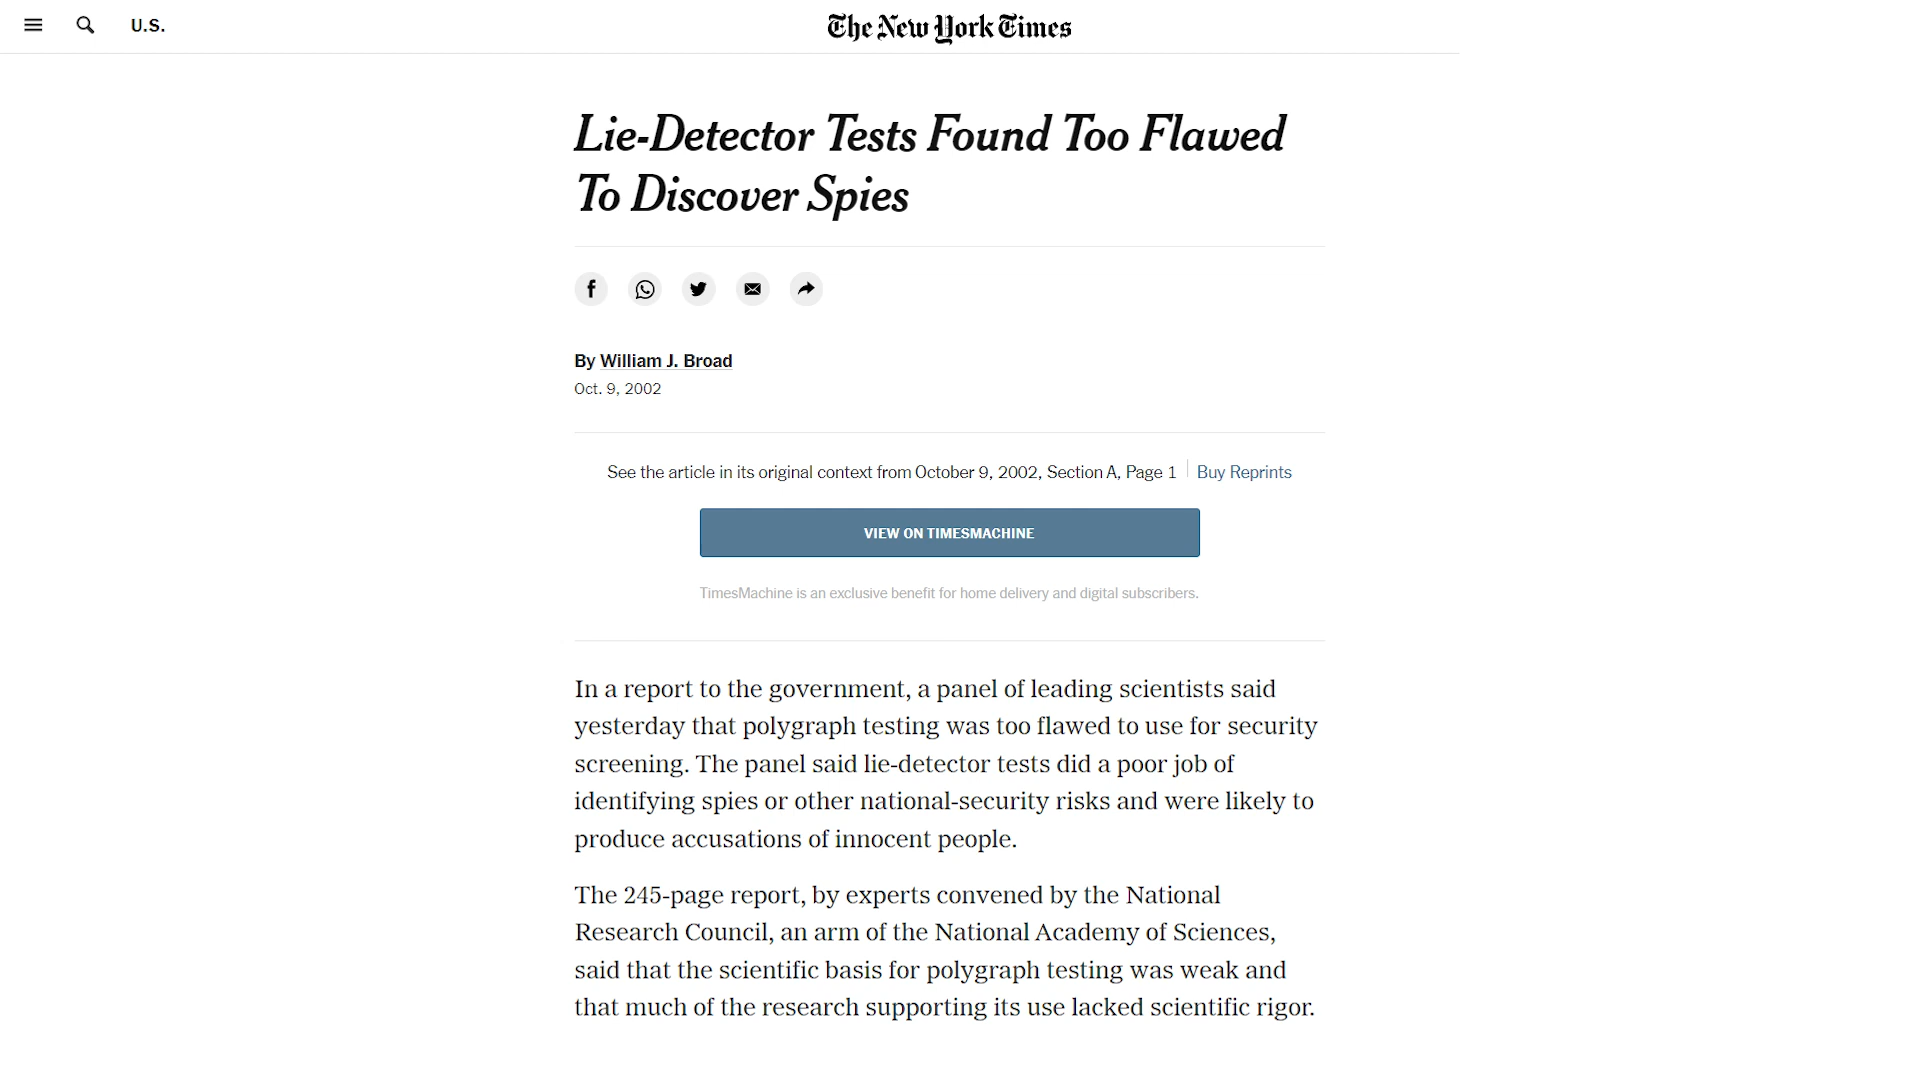 U.S.
The New York Times
Lie-Detector Tests Found Too Flawed
To Discover Spies
By William J. Broad
Oct. 9, 2002
See the article in its original context from October 9, 2002, Section A, Page 1
Buy Reprints
VIEW ON TIMESMACHINE
TimesMachine is an exclusive benefit for home delivery and digital subscribers.
In a report to the government, a panel of leading scientists said
yesterday that polygraph testing was too flawed to use for security
screening. The panel said lie-detector tests did a poor job of
identifying spies or other national-security risks and were likely to
produce accusations of innocent people.
The 245-page report, by experts convened by the National
Research Council, an arm of the National Academy of Sciences,
said that the scientific basis for polygraph testing was weak and
that much of the research supporting its use lacked scientific rigor.